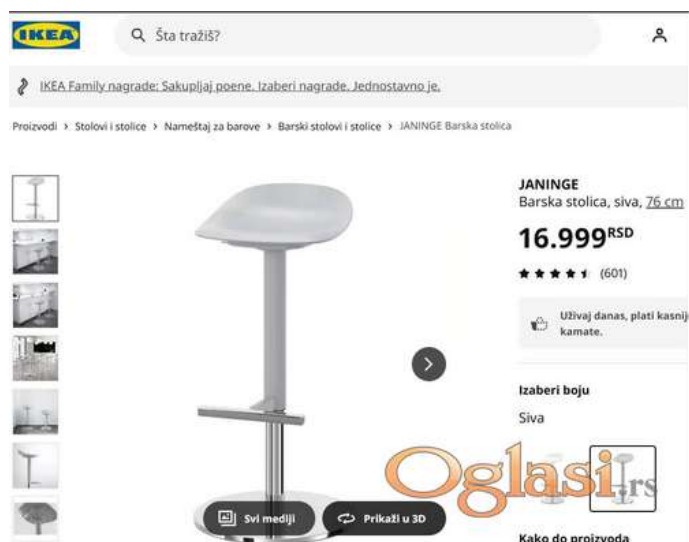 IKEA
Šta tražiš?
IKEA Family nagrade: Sakupljaj poene. Izaberi nagrade. Jednostavno je.
Proizvodi > Stolovi i stolice > Nameštaj za barove > Barski stolovi i stolice > JANINGE Barska stolica
JANINGE
Barska stolica, siva, 76 cm
16.999 RSD
(601)
Uživaj danas, plati kasnij
kamate.
Izaberi boju
Siva
Oglasi.rs
Svi mediji
Prikaži u 3D
Kako do proizvoda